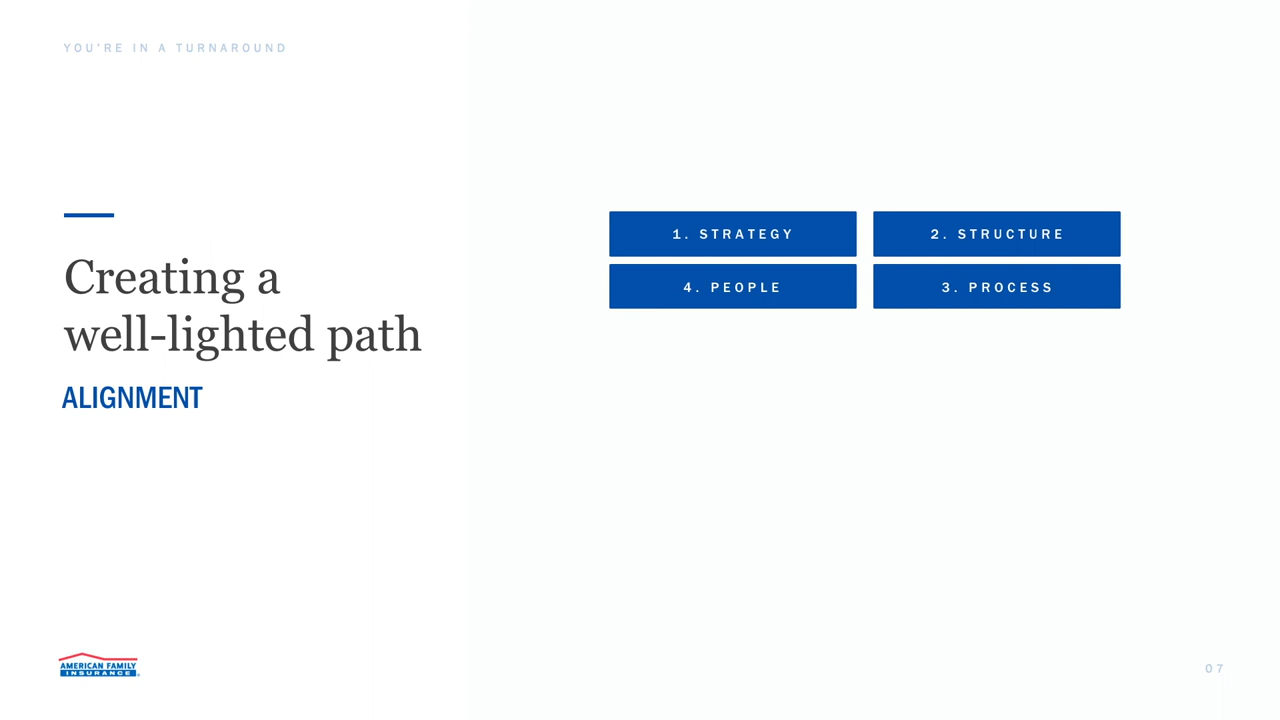 YOU'RE IN A TURNAROUND
Creating a
well-lighted path
ALIGNMENT
1. STRATEGY
2. STRUCTURE
4. PEOPLE
3. PROCESS
AMERICAN FAMILY
INSURANCE
07